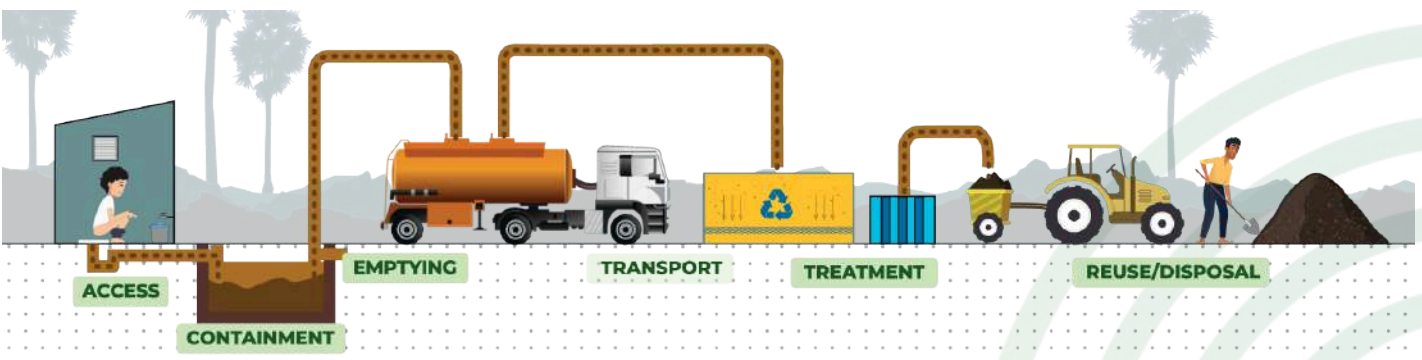 ACCESS
CONTAINMENT
EMPTYING
TRANSPORT
TREATMENT
REUSE/DISPOSAL